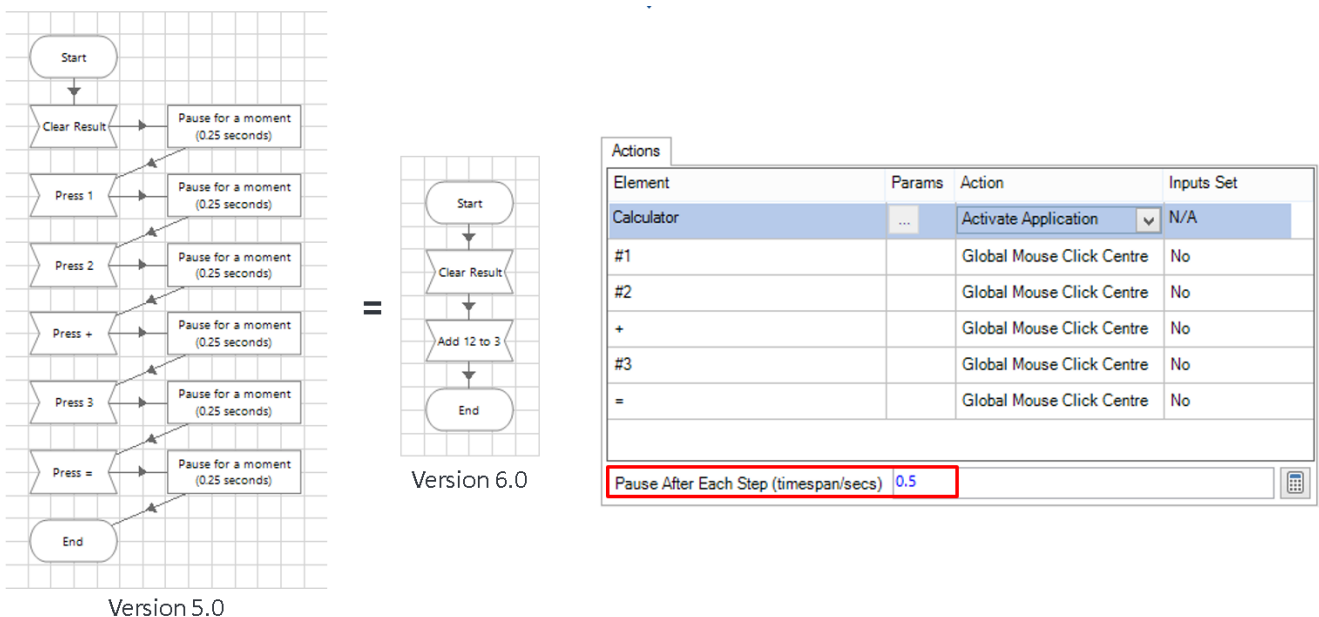 Start
Clear Result
Pause for a moment
(0.25 seconds)
Press 1
Pause for a moment
(0.25 seconds)
Press 2
Pause for a moment
(0.25 seconds)
Press +
Pause for a moment
(0.25 seconds)
Press 3
Pause for a moment
(0.25 seconds)
Press =
Pause for a moment
(0.25 seconds)
End
Version 5.0
=
Start
Clear Result
Add 12 to 3
End
Version 6.0
Actions
Element Params Action Inputs Set
Calculator ... Activate Application N/A
#1 Global Mouse Click Centre No
#2 Global Mouse Click Centre No
+ Global Mouse Click Centre No
#3 Global Mouse Click Centre No
= Global Mouse Click Centre No
Pause After Each Step (timespan/secs) 0.5